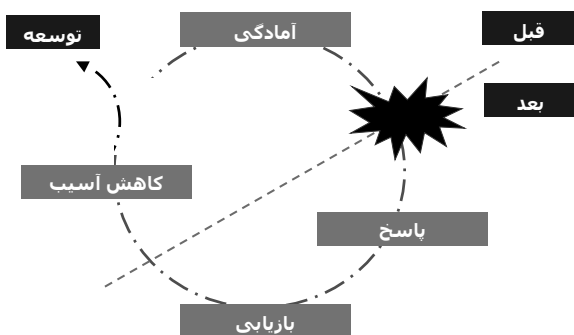 آمادگی
قبل
توسعه
بعد
کاهش آسیب
پاسخ
بازیابی